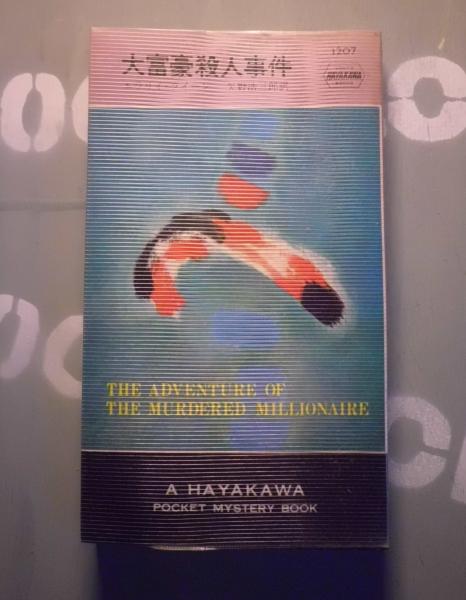 大富豪殺人事件
1207
HAYAKAWA
THE ADVENTURE OF
THE MURDERED MILLIONAIRE
A HAYAKAWA
POCKET MYSTERY BOOK